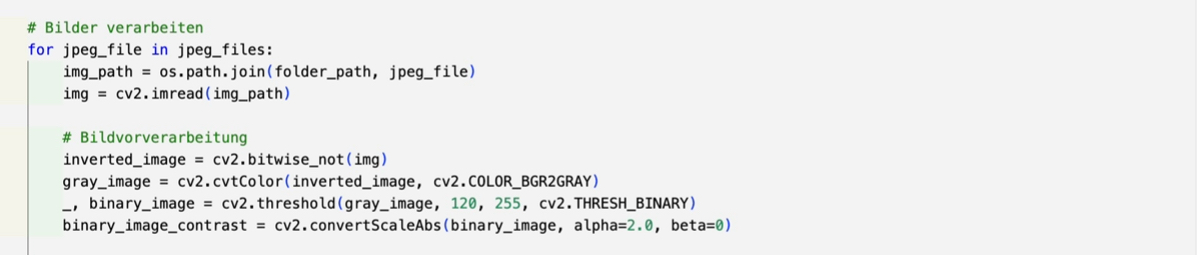 # Bilder verarbeiten
for jpeg_file in jpeg_files:
    img_path = os.path.join(folder_path, jpeg_file)
    img = cv2.imread(img_path)
    # Bildvorverarbeitung
    inverted_image = cv2.bitwise_not(img)
    gray_image = cv2.cvtColor(inverted_image, cv2.COLOR_BGR2GRAY)
    _, binary_image = cv2.threshold(gray_image, 120, 255, cv2.THRESH_BINARY)
    binary_image_contrast = cv2.convertScaleAbs(binary_image, alpha=2.0, beta=0)